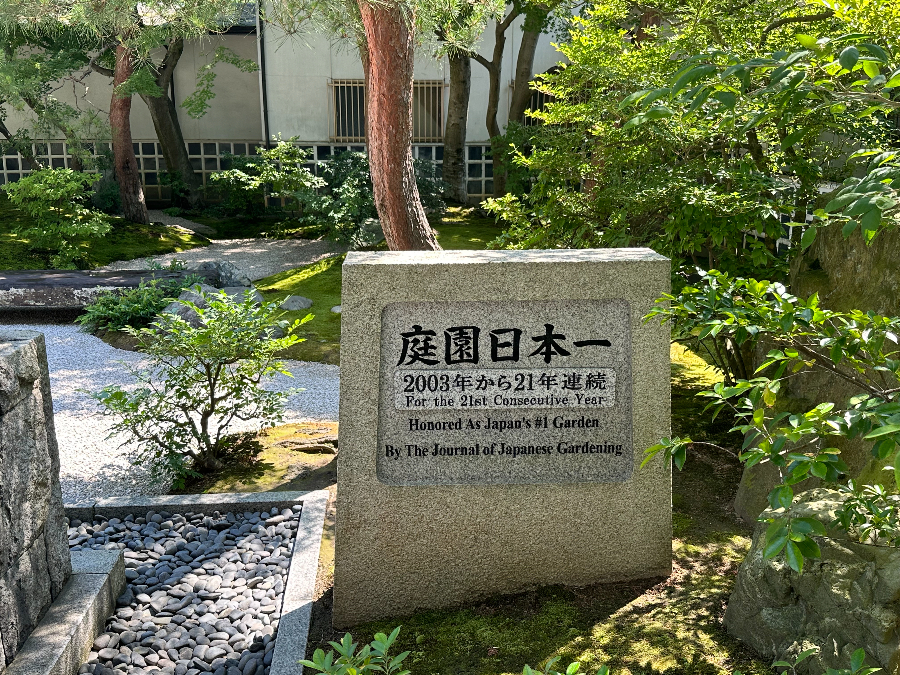 庭園日本一
2003年から21年連続
For the 21st Consecutive Year
Honored As Japan's #1 Garden
By The Journal of Japanese Gardening